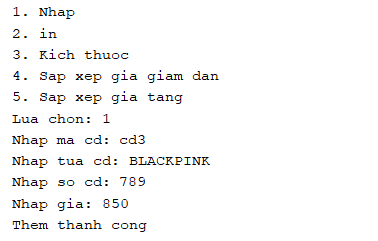 1. Nhap
2. in
3. Kich thuoc
4. Sap xep gia giam dan
5. Sap xep gia tang
Lua chon: 1
Nhap ma cd: cd3
Nhap tua cd: BLACKPINK
Nhap so cd: 789
Nhap gia: 850
Them thanh cong